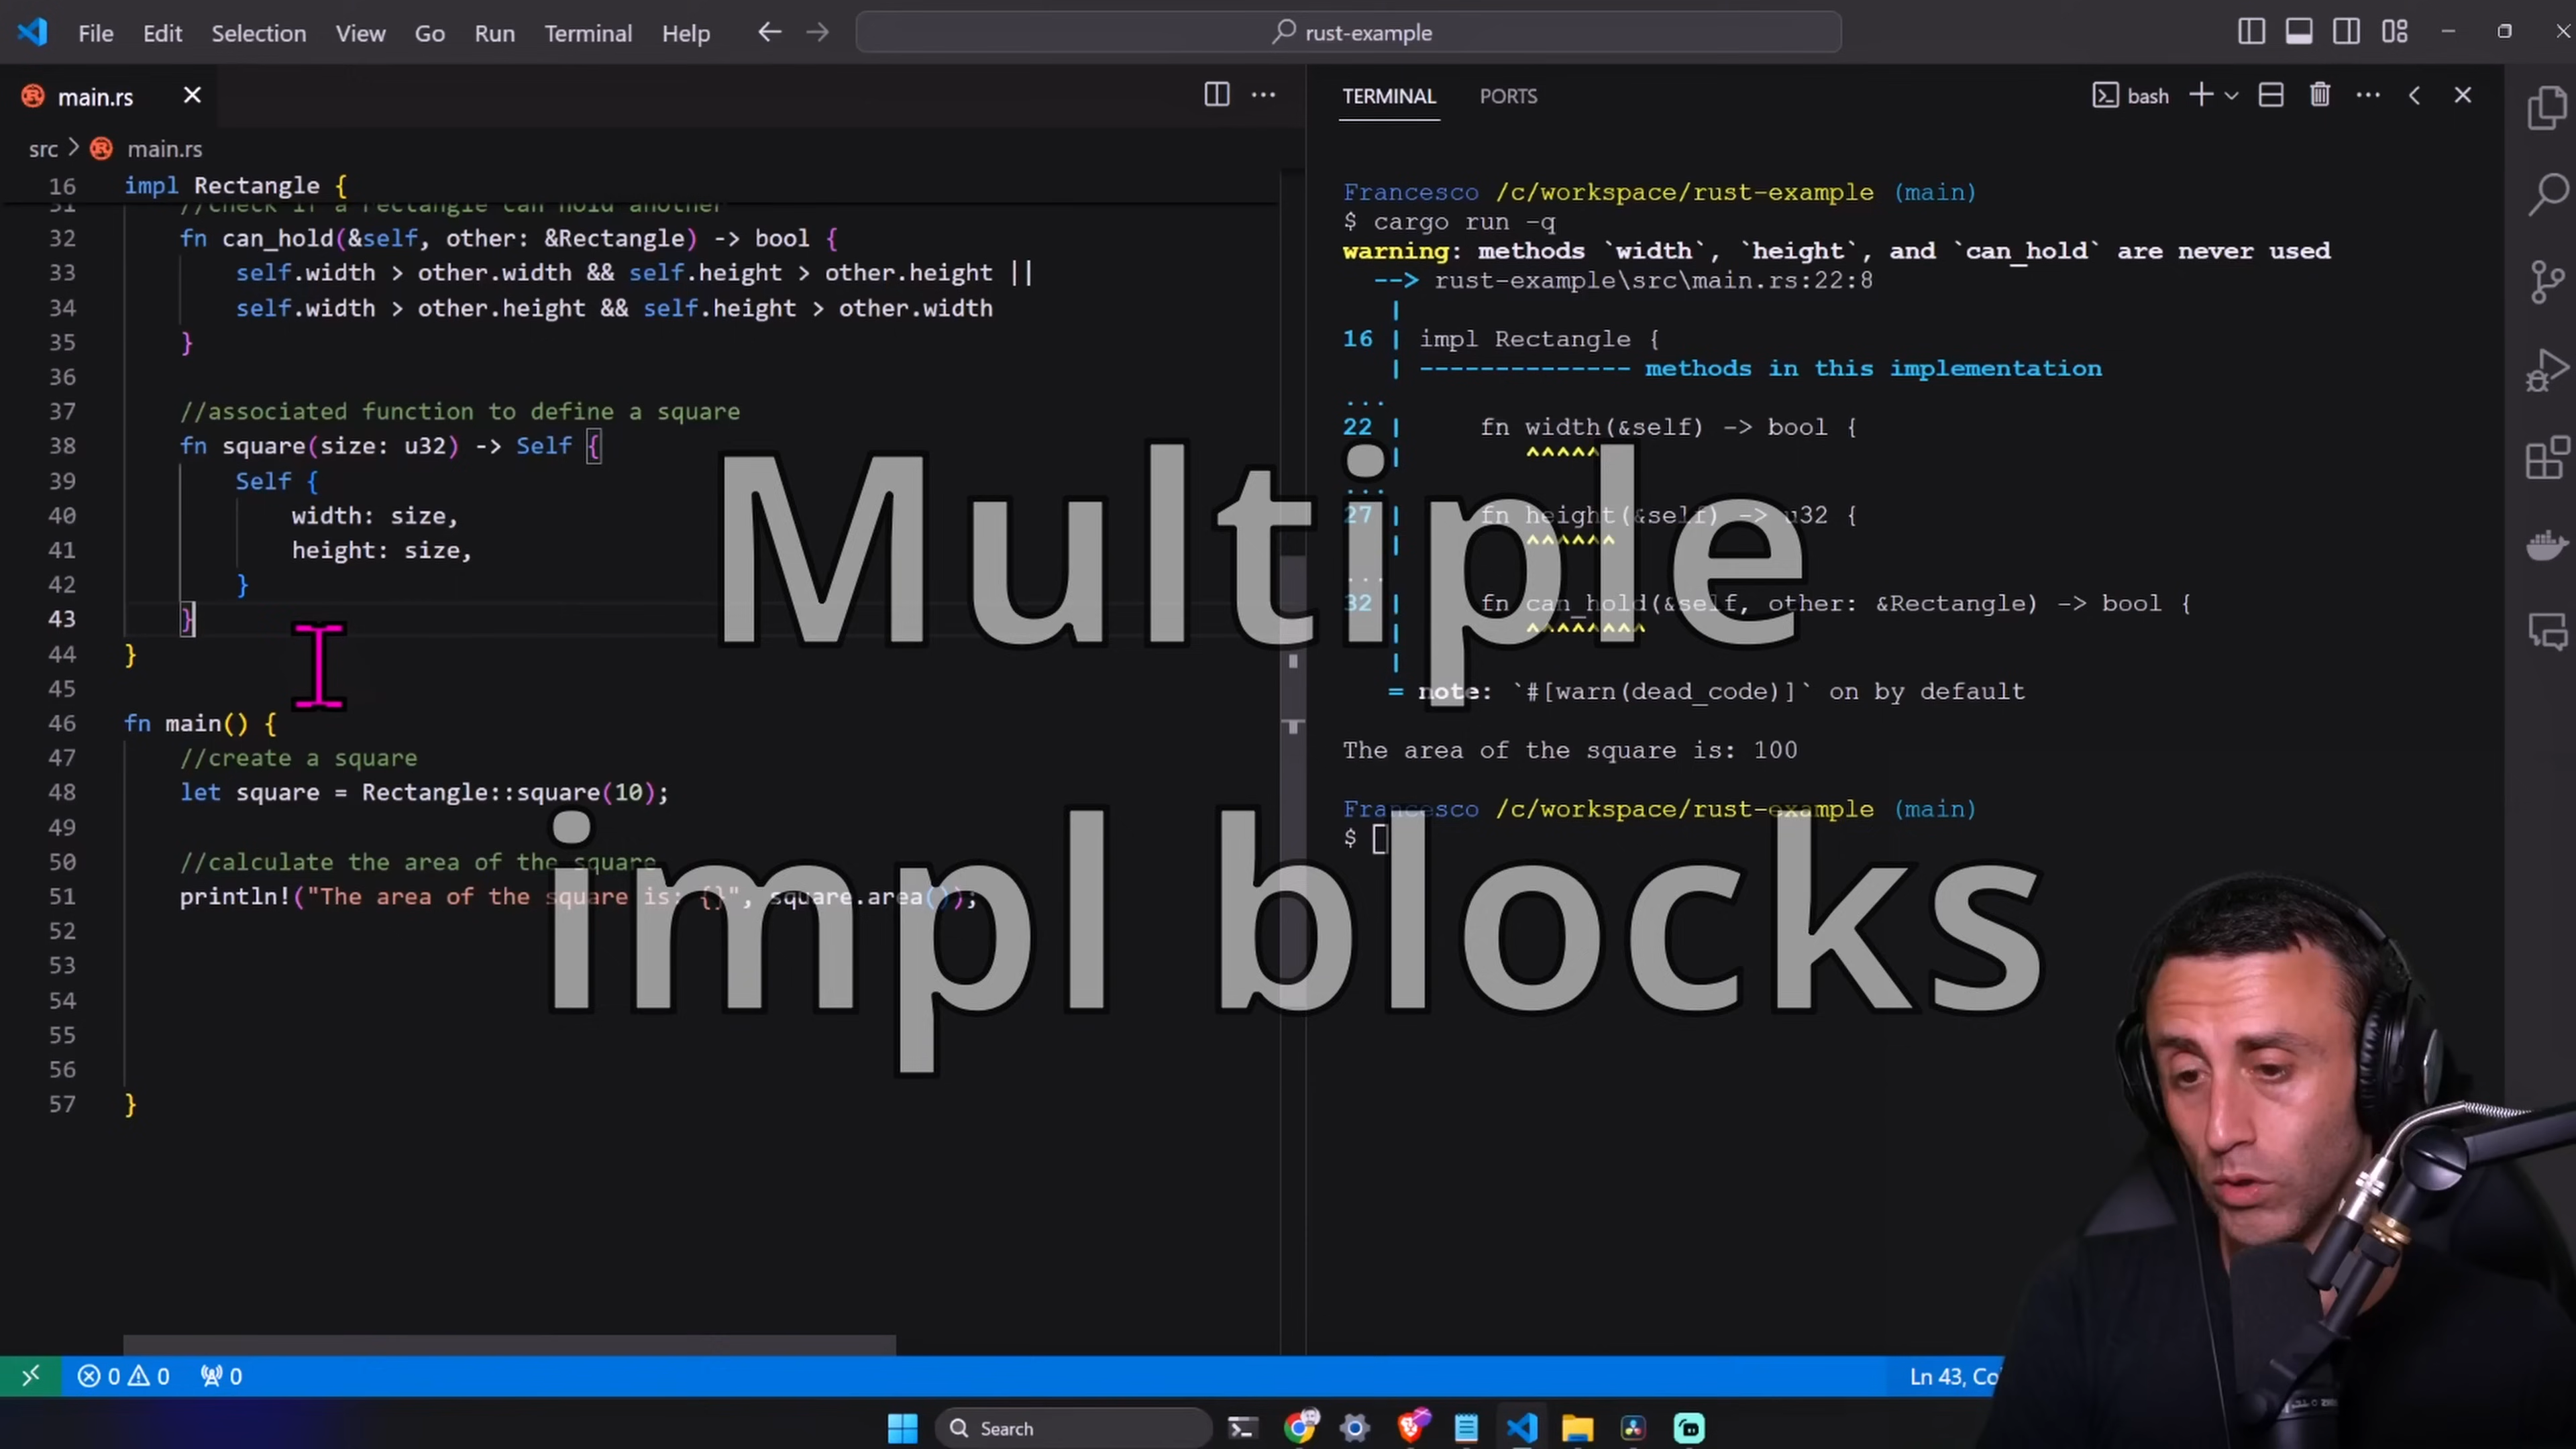 File Edit Selection View Go Run Terminal Help
rust-example
main.rs
TERMINAL PORTS
bash
src > main.rs
16 impl Rectangle {
31 //check if a rectangle can hold another
32 fn can_hold(&self, other: &Rectangle) -> bool {
33 self.width > other.width && self.height > other.height ||
34 self.width > other.height && self.height > other.width
35 }
36
37 //associated function to define a square
38 fn square(size: u32) -> Self {
39 Self {
40 width: size,
41 height: size,
42 }
43 }
44 }
45
46 fn main() {
47 //create a square
48 let square = Rectangle::square(10);
49
50 //calculate the area of the square
51 println!("The area of the square is: {}", square.area());
52
53
54
55
56
57 }
Francesco /c/workspace/rust-example (main)
$ cargo run -q
warning: methods `width`, `height`, and `can_hold` are never used
--> rust-example\src\main.rs:22:8
|
16 | impl Rectangle {
| -------------- methods in this implementation
...
22 | fn width(&self) -> bool {
| ^^^^^
...
27 | fn height(&self) -> u32 {
| ^^^^^^
...
32 | fn can_hold(&self, other: &Rectangle) -> bool {
| ^^^^^^^^
|
= note: `#[warn(dead_code)]` on by default
The area of the square is: 100
Francesco /c/workspace/rust-example (main)
$
Multiple
impl blocks
0 0 0
Ln 43, Co
Search